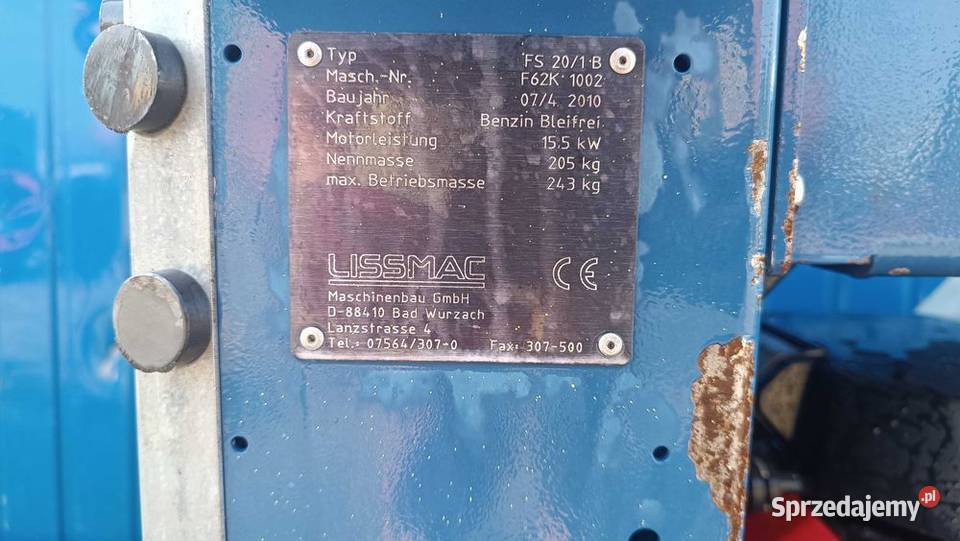 Typ FS 20/1 B
Masch.-Nr. F62K 1002
Baujahr 07/4. 2010
Kraftstoff Benzin Bleifrei
Motorleistung 15.5 kW
Nennmasse 205 kg
max. Betriebsmasse 243 kg
LISSMAC CE
Maschinenbau GmbH
D-88410 Bad Wurzach
Lanzstrasse 4
Tel.: 07564/307-0 Fax: 307-500
Sprzedajemy.pl